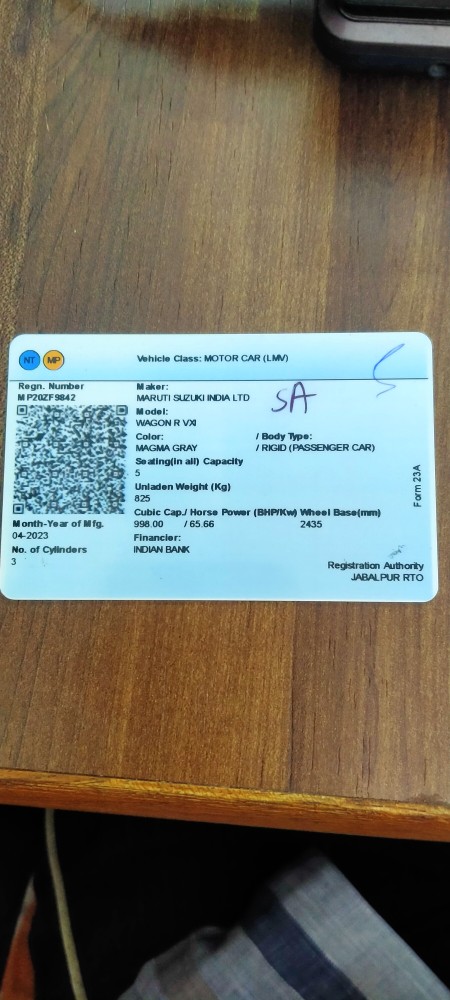 NT MP Vehicle Class: MOTOR CAR (LMV)
Regn. Number
MP20ZF9842
Maker:
MARUTI SUZUKI INDIA LTD
SA
Model:
WAGON R VXI
Color: / Body Type:
MAGMA GRAY / RIGID (PASSENGER CAR)
Seating(in all) Capacity
5
Unladen Weight (Kg)
825
Cubic Cap./ Horse Power (BHP/Kw) Wheel Base(mm)
998.00 / 65.66 2435
Month-Year of Mfg.
04-2023
Financier:
INDIAN BANK
No. of Cylinders
3
Form 23A
Registration Authority
JABALPUR RTO